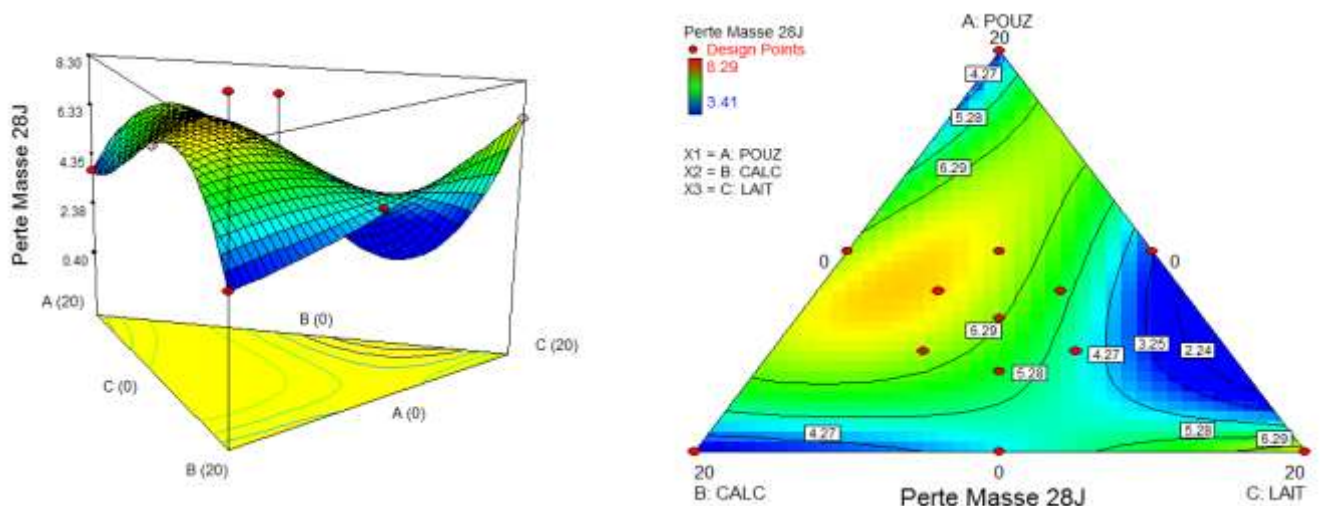 8.30
6.33
4.35
2.38
0.40
Perte Masse 28J
A (20)
B (0)
C (20)
C (0)
A (0)
B (20)
Perte Masse 28J
Design Points
8.29
3.41
X1 = A: POUZ
X2 = B: CALC
X3 = C: LAIT
A: POUZ
20
4.27
5.28
6.29
0
0
6.29
3.25
2.24
4.27
5.28
4.27
5.28
6.29
20
0
20
B: CALC
Perte Masse 28J
C: LAIT